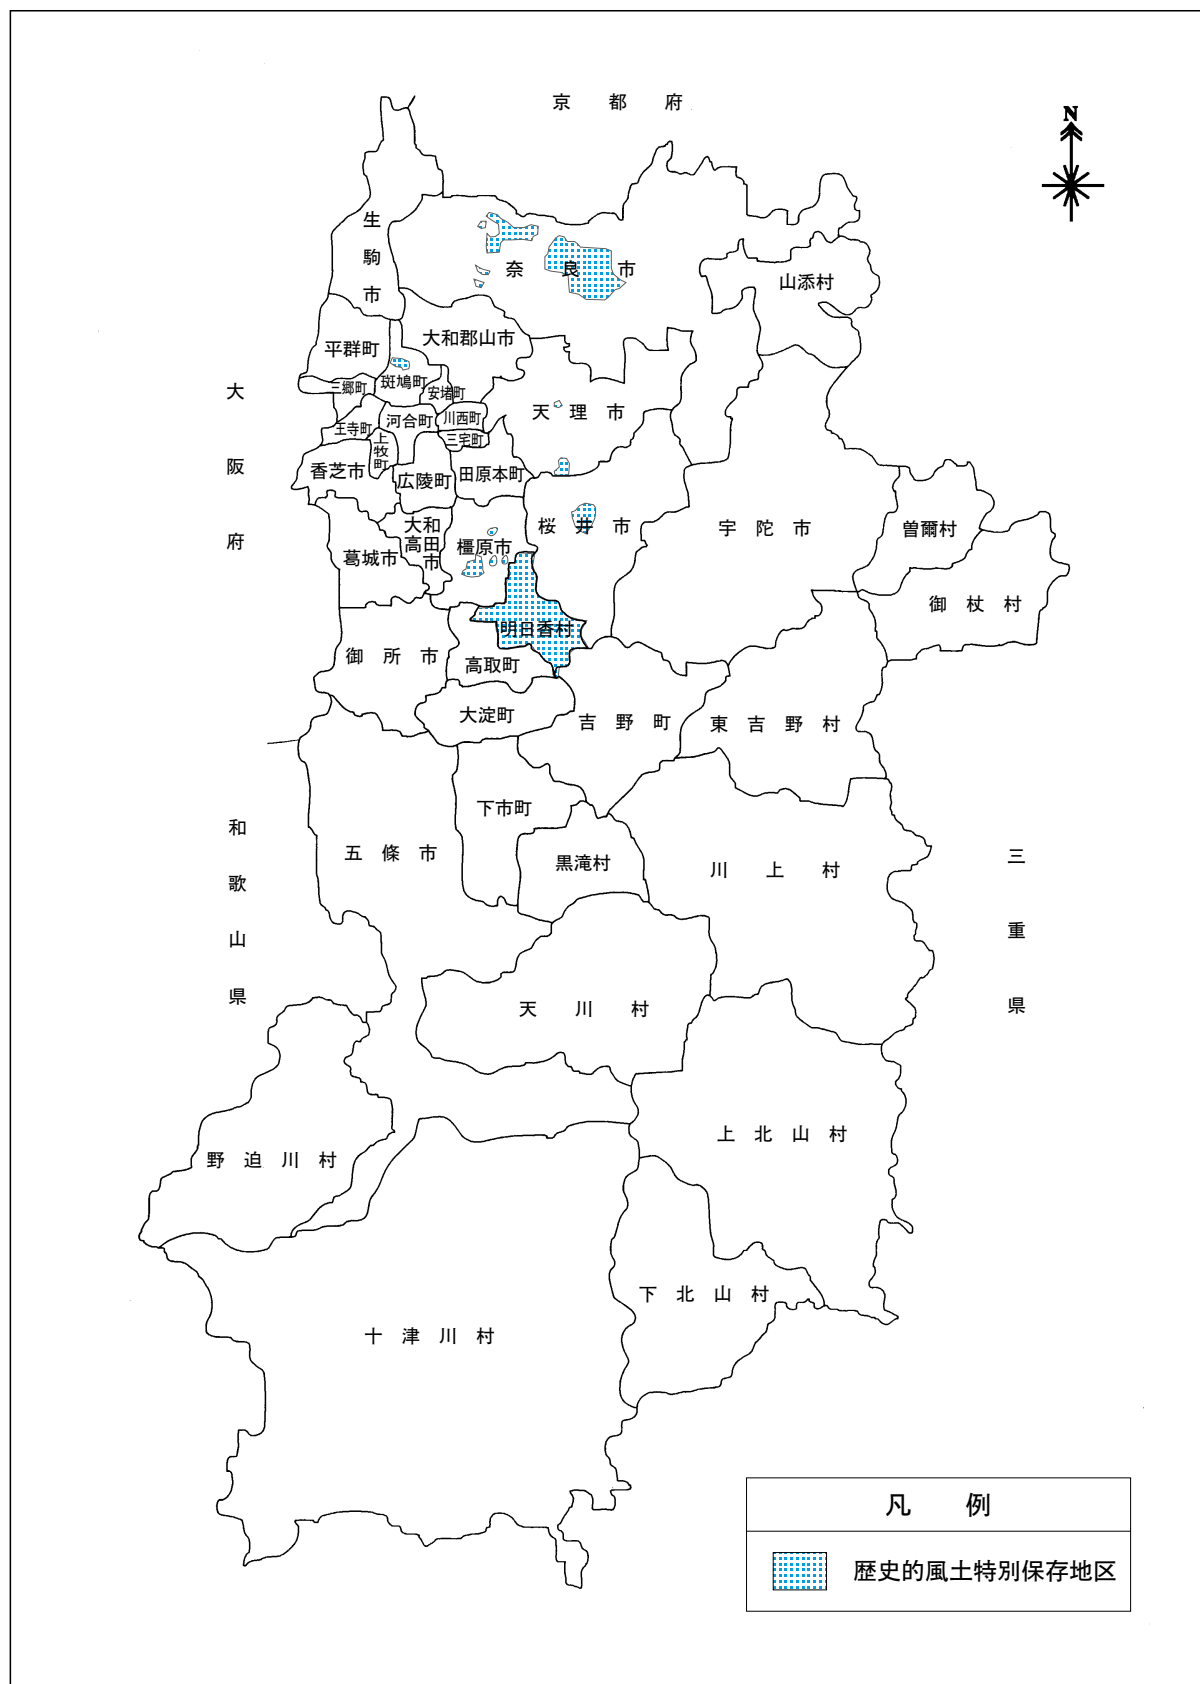 京都府
N
生駒市
奈良市
山添村
平群町
大和郡山市
三郷町
斑鳩町
安堵町
大阪府
王寺町
河合町
川西町
天理市
上牧町
三宅町
香芝市
広陵町
田原本町
桜井市
宇陀市
曽爾村
葛城市
大和
高田
市
橿原市
御杖村
明日香村
御所市
高取町
大淀町
吉野町
東吉野村
下市町
五條市
黒滝村
川上村
和歌山県
三重県
天川村
上北山村
野迫川村
下北山村
十津川村
凡例
歴史的風土特別保存地区